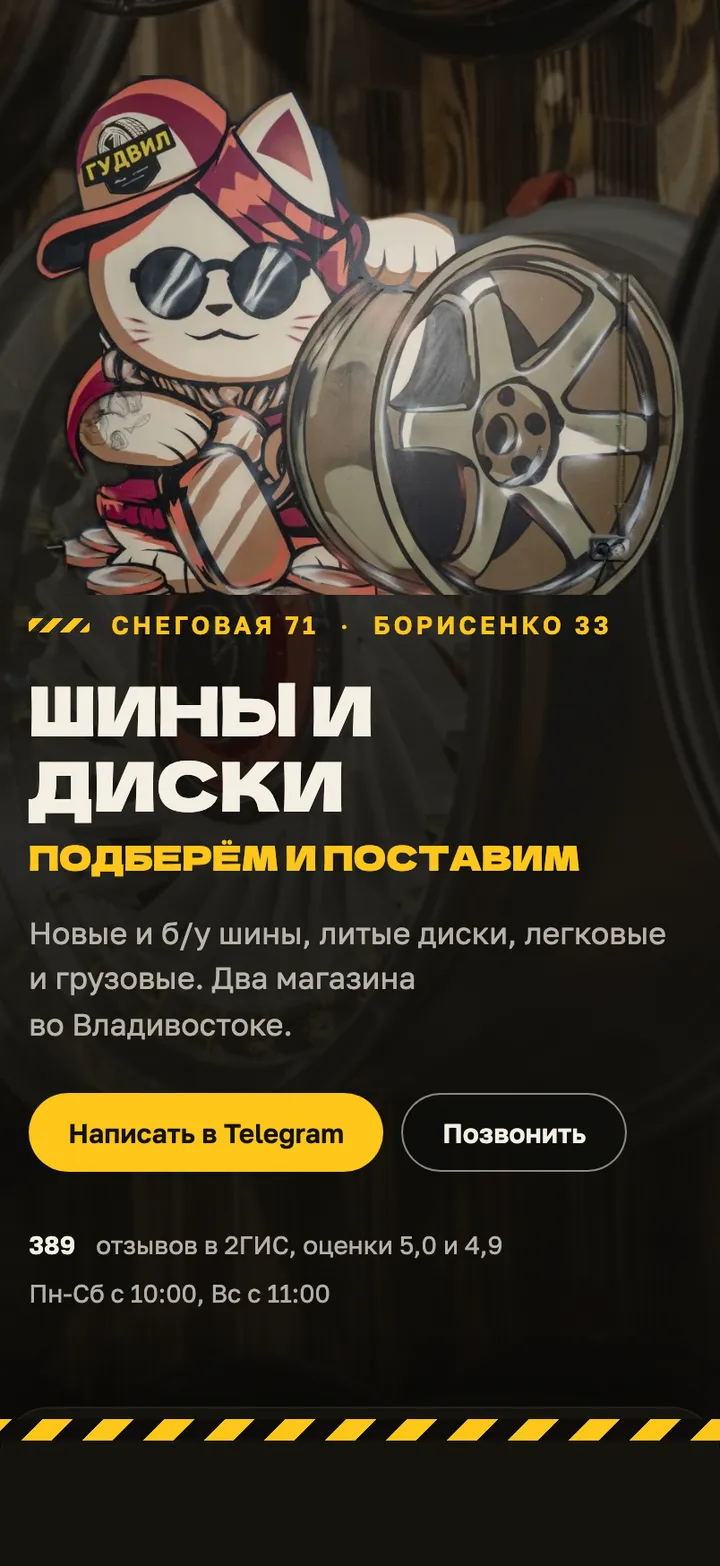 ГУДВИЛ
СНЕГОВАЯ 71 · БОРИСЕНКО 33
ШИНЫ И
ДИСКИ
ПОДБЕРЁМ И ПОСТАВИМ
Новые и б/у шины, литые диски, легковые
и грузовые. Два магазина
во Владивостоке.
Написать в Telegram
Позвонить
389 отзывов в 2ГИС, оценки 5,0 и 4,9
Пн-Сб с 10:00, Вс с 11:00